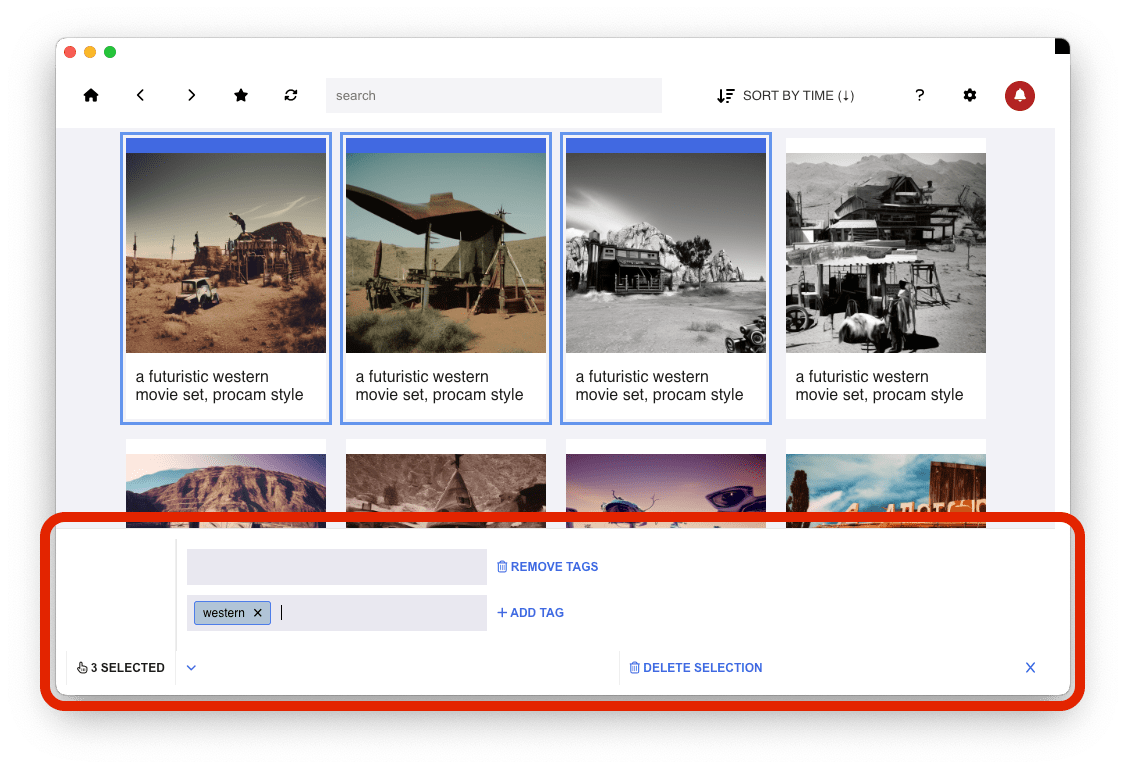 search
SORT BY TIME (↓)
?
a futuristic western
movie set, procam style
a futuristic western
movie set, procam style
a futuristic western
movie set, procam style
a futuristic western
movie set, procam style
REMOVE TAGS
western ✕
+ ADD TAG
3 SELECTED
DELETE SELECTION
X